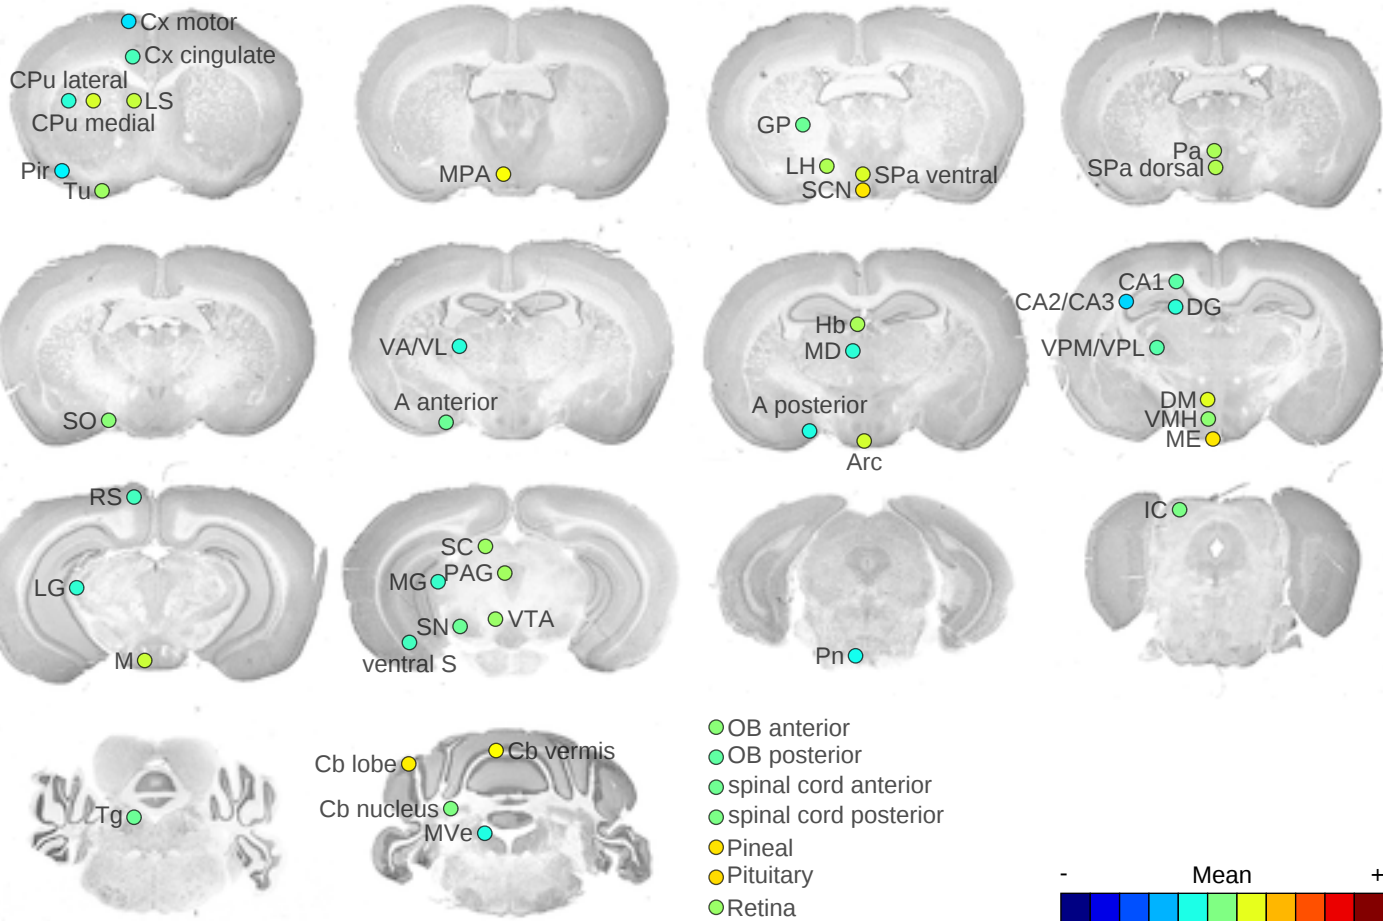 Cx motor
Cx cingulate
CPu lateral
LS
CPu medial
Pir
Tu
MPA
GP
LH
SPa ventral
SCN
Pa
SPa dorsal
SO
VA/VL
A anterior
Hb
MD
A posterior
Arc
CA1
CA2/CA3
DG
VPM/VPL
DM
VMH
ME
RS
LG
M
SC
MG
PAG
SN
VTA
ventral S
Pn
IC
Tg
Cb lobe
Cb vermis
Cb nucleus
MVe
OB anterior
OB posterior
spinal cord anterior
spinal cord posterior
Pineal
Pituitary
Retina
- Mean +